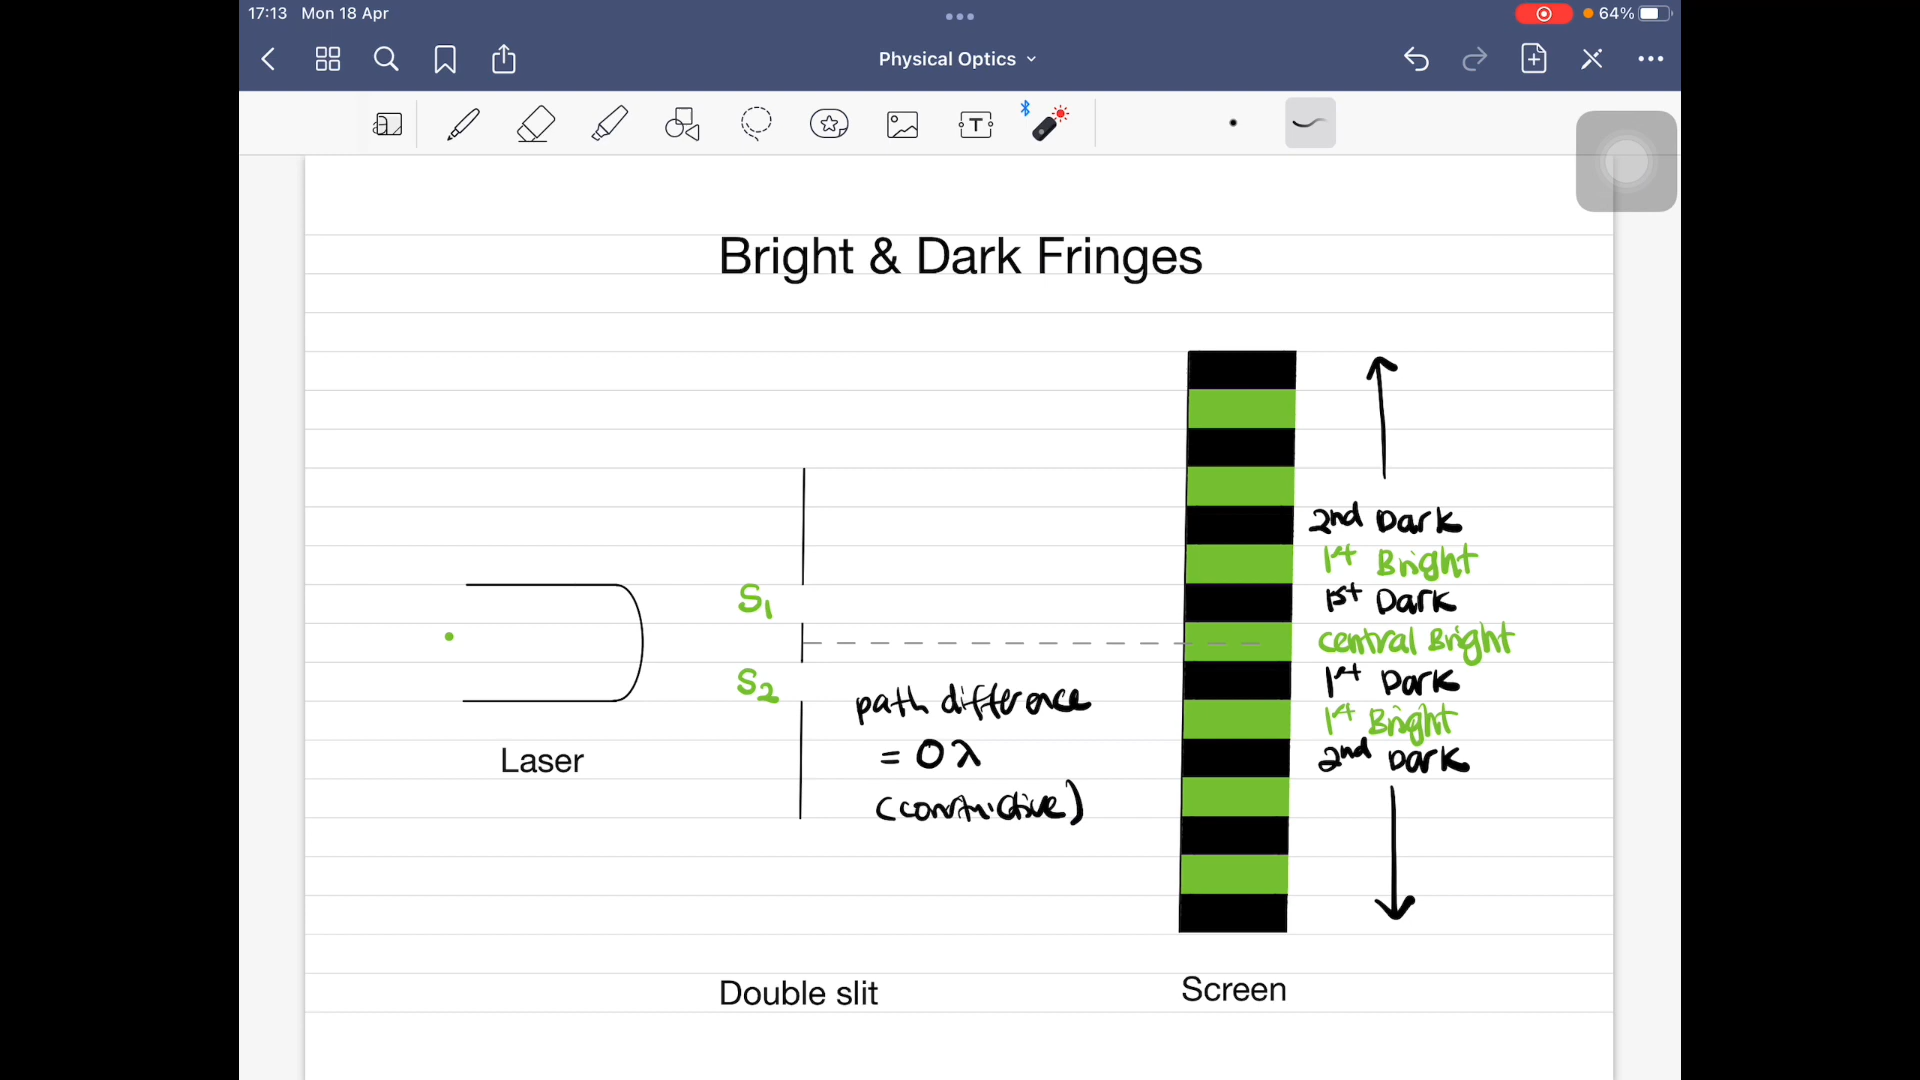 17:13 Mon 18 Apr
64%
Physical Optics
T
Bright & Dark Fringes
2nd Dark
1st Bright
1st Dark
central Bright
1st Dark
1st Bright
2nd Dark
S1
S2
path difference
= 0λ
(constructive)
Laser
Double slit
Screen